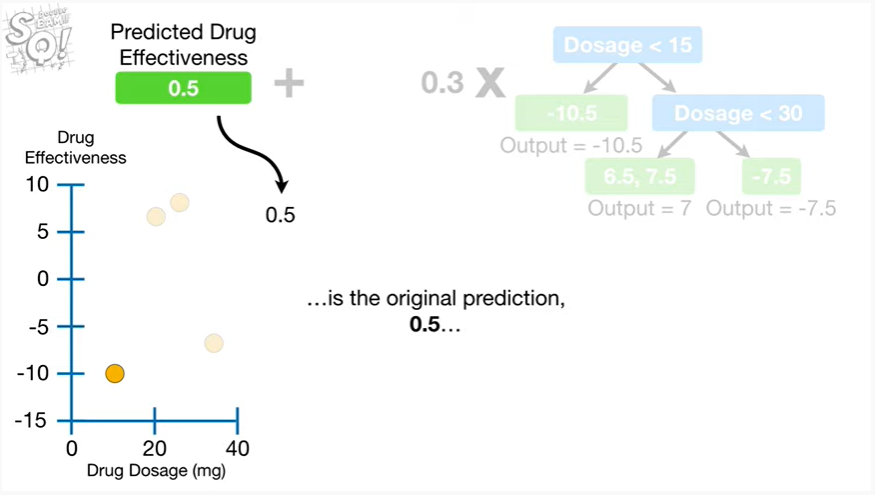 SQ!
Predicted Drug
Effectiveness
0.5
+
0.3 X
Dosage < 15
-10.5
Output = -10.5
Dosage < 30
6.5, 7.5
-7.5
Output = 7
Output = -7.5
0.5
Drug
Effectiveness
10
5
0
-5
-10
-15
0
20
40
Drug Dosage (mg)
…is the original prediction,
0.5…